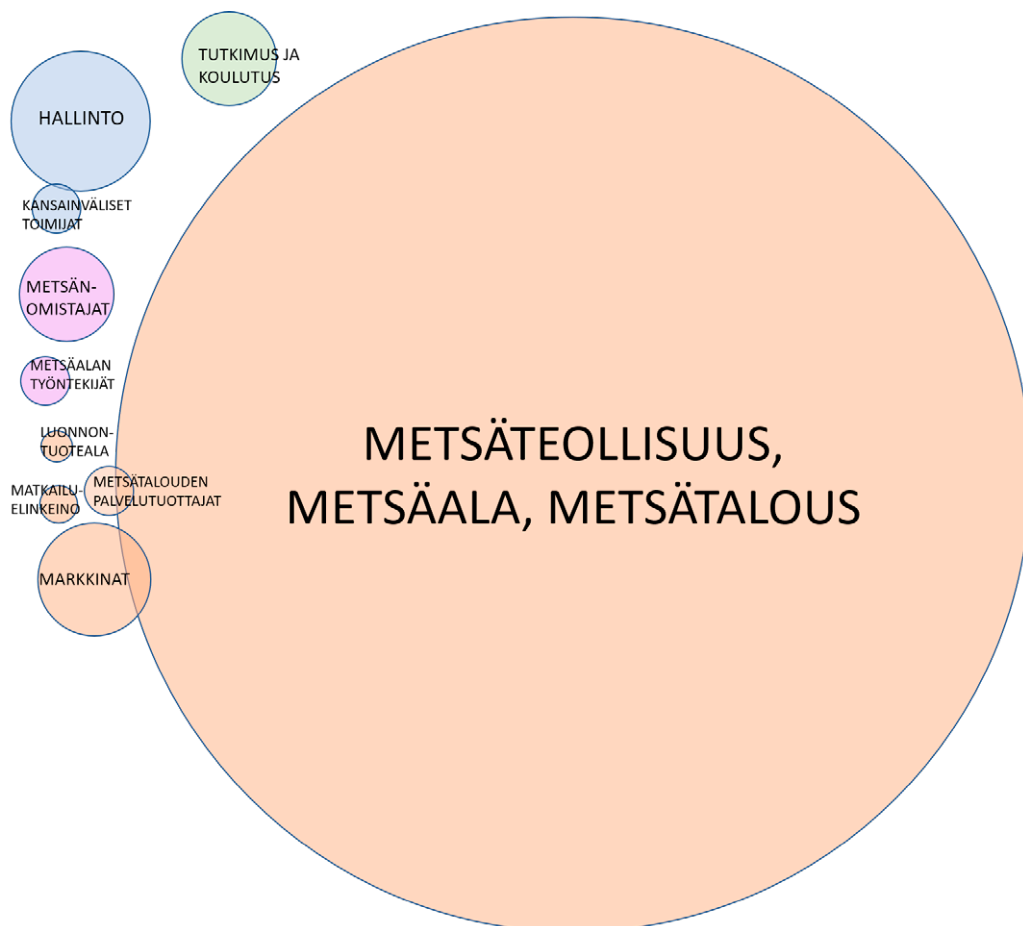 TUTKIMUS JA
KOULUTUS
HALLINTO
KANSAINVÄLISET
TOIMIJAT
METSÄN-
OMISTAJAT
METSÄALAN
TYÖNTEKIJÄT
LUONNON-
TUOTEALA
MATKAILU-
ELINKEINO
METSÄTALOUDEN
PALVELUTUOTTAJAT
MARKKINAT
METSÄTEOLLISUUS,
METSÄALA, METSÄTALOUS